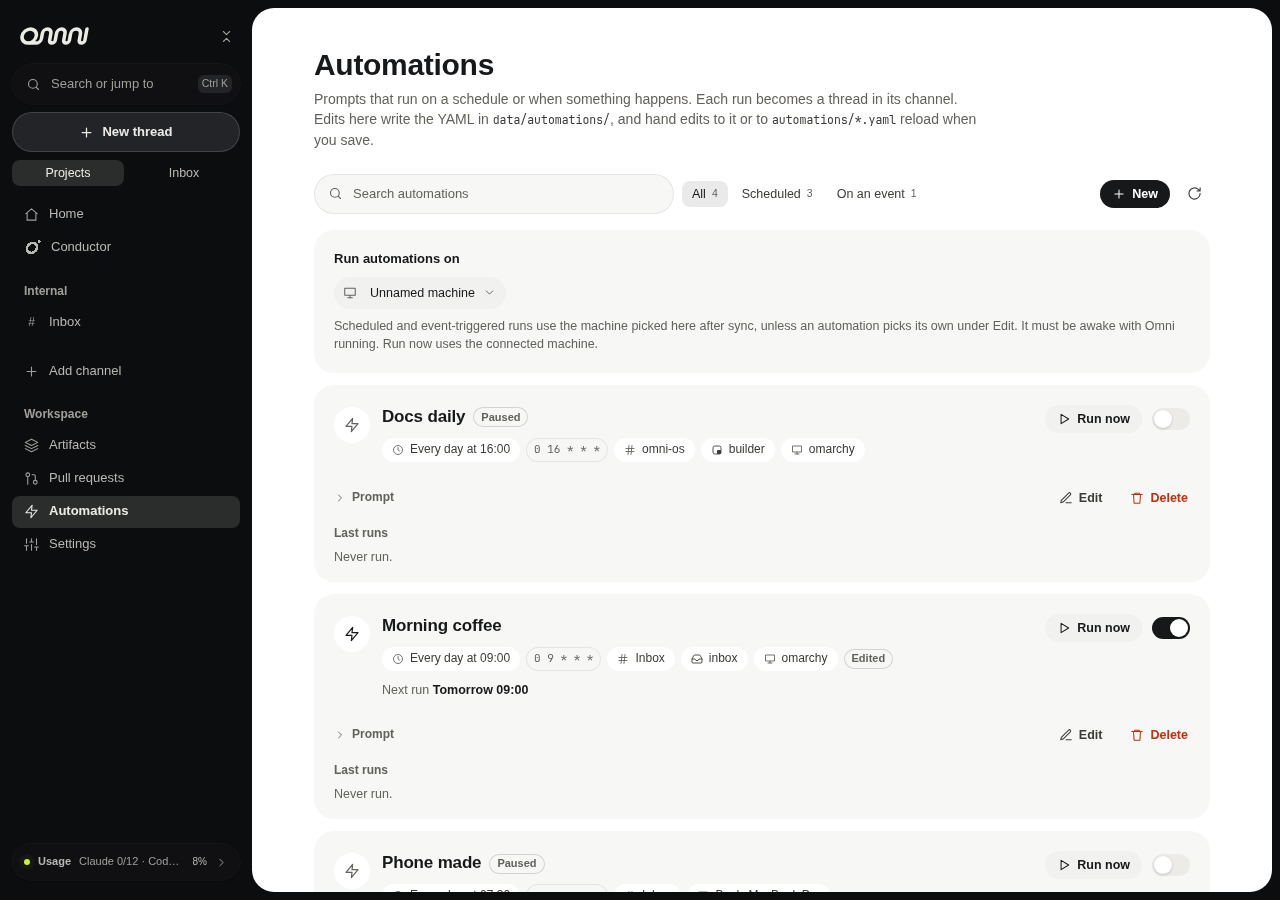 omni
Search or jump to
Ctrl K
New thread
Projects
Inbox
Home
Conductor
Internal
# Inbox
Add channel
Workspace
Artifacts
Pull requests
Automations
Settings
Usage Claude 0/12 · Cod… 8%
Automations
Prompts that run on a schedule or when something happens. Each run becomes a thread in its channel.
Edits here write the YAML in data/automations/, and hand edits to it or to automations/*.yaml reload when
you save.
Search automations
All 4
Scheduled 3
On an event 1
New
Run automations on
Unnamed machine
Scheduled and event-triggered runs use the machine picked here after sync, unless an automation picks its own under Edit. It must be awake with Omni
running. Run now uses the connected machine.
Docs daily Paused
Run now
Every day at 16:00 0 16 * * * # omni-os builder omarchy
Prompt
Edit
Delete
Last runs
Never run.
Morning coffee
Run now
Every day at 09:00 0 9 * * * # Inbox inbox omarchy Edited
Next run Tomorrow 09:00
Prompt
Edit
Delete
Last runs
Never run.
Phone made Paused
Run now